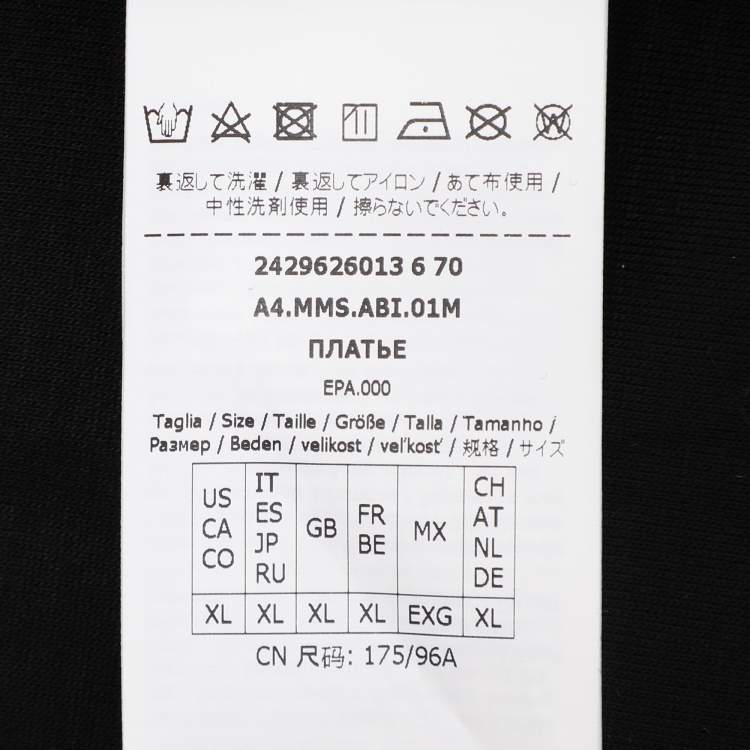 裏返して洗濯 / 裏返してアイロン / あて布使用 /
中性洗剤使用 / 擦らないでください。
2429626013 6 70
A4.MMS.ABI.01M
ПЛАТЬЕ
EPA.000
Taglia / Size / Taille / Größe / Talla / Tamanho /
Размер / Beden / velikost / veľkosť / 规格 / サイズ
US CA CO
IT ES JP RU
GB
FR BE
MX
CH AT NL DE
XL XL XL XL EXG XL
CN 尺码: 175/96A